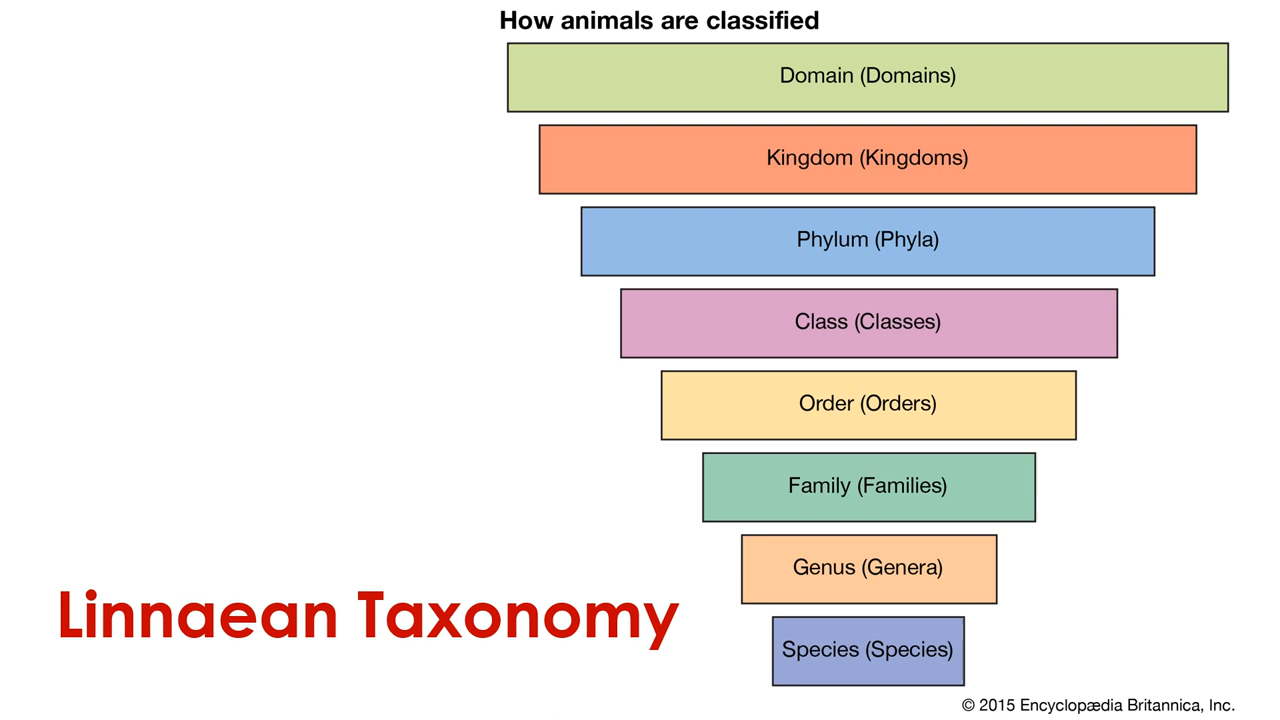 How animals are classified
Domain (Domains)
Kingdom (Kingdoms)
Phylum (Phyla)
Class (Classes)
Order (Orders)
Family (Families)
Genus (Genera)
Linnaean Taxonomy
Species (Species)
© 2015 Encyclopædia Britannica, Inc.